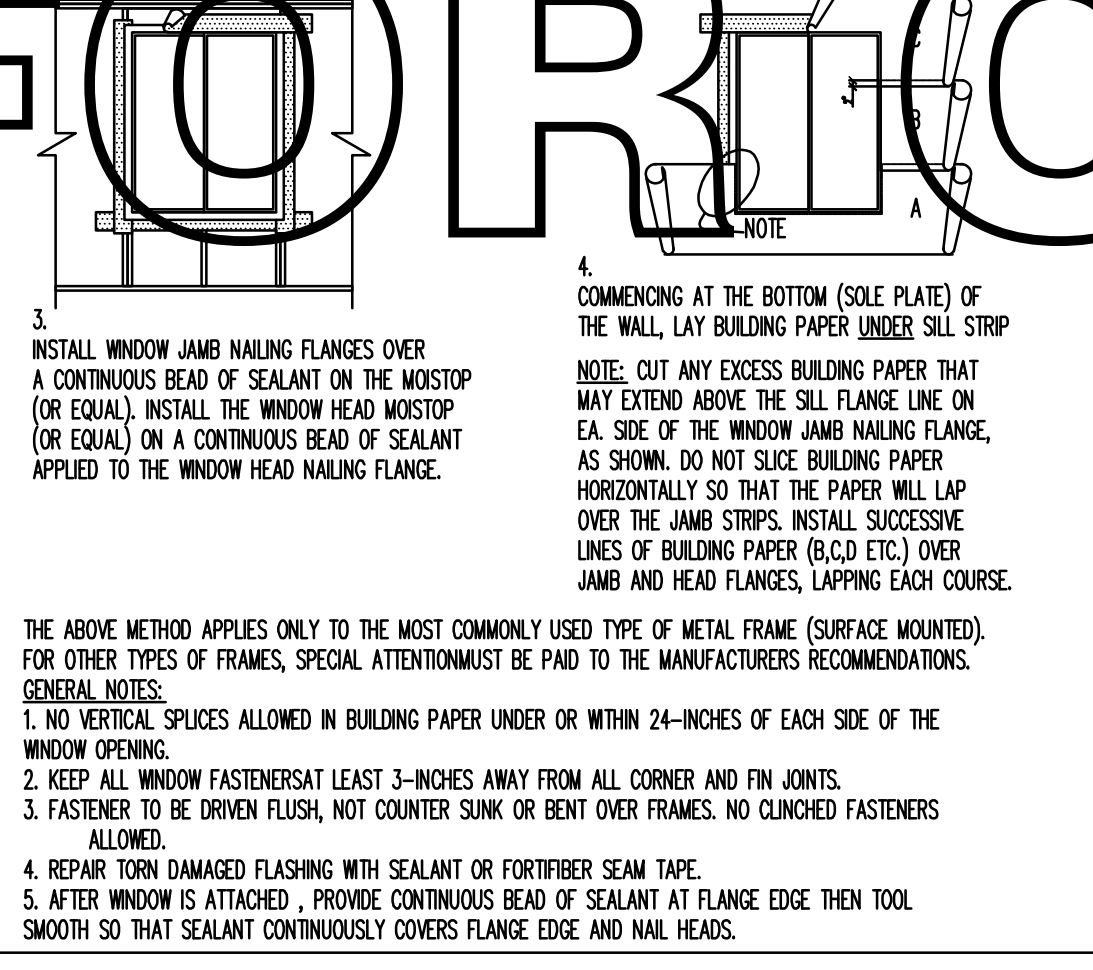 FOR C
C
B
A
NOTE
3.
INSTALL WINDOW JAMB NAILING FLANGES OVER
A CONTINUOUS BEAD OF SEALANT ON THE MOISTOP
(OR EQUAL). INSTALL THE WINDOW HEAD MOISTOP
(OR EQUAL) ON A CONTINUOUS BEAD OF SEALANT
APPLIED TO THE WINDOW HEAD NAILING FLANGE.
4.
COMMENCING AT THE BOTTOM (SOLE PLATE) OF
THE WALL, LAY BUILDING PAPER UNDER SILL STRIP
NOTE: CUT ANY EXCESS BUILDING PAPER THAT
MAY EXTEND ABOVE THE SILL FLANGE LINE ON
EA. SIDE OF THE WINDOW JAMB NAILING FLANGE,
AS SHOWN. DO NOT SLICE BUILDING PAPER
HORIZONTALLY SO THAT THE PAPER WILL LAP
OVER THE JAMB STRIPS. INSTALL SUCCESSIVE
LINES OF BUILDING PAPER (B,C,D ETC.) OVER
JAMB AND HEAD FLANGES, LAPPING EACH COURSE.
THE ABOVE METHOD APPLIES ONLY TO THE MOST COMMONLY USED TYPE OF METAL FRAME (SURFACE MOUNTED).
FOR OTHER TYPES OF FRAMES, SPECIAL ATTENTIONMUST BE PAID TO THE MANUFACTURERS RECOMMENDATIONS.
GENERAL NOTES:
1. NO VERTICAL SPLICES ALLOWED IN BUILDING PAPER UNDER OR WITHIN 24-INCHES OF EACH SIDE OF THE
WINDOW OPENING.
2. KEEP ALL WINDOW FASTENERSAT LEAST 3-INCHES AWAY FROM ALL CORNER AND FIN JOINTS.
3. FASTENER TO BE DRIVEN FLUSH, NOT COUNTER SUNK OR BENT OVER FRAMES. NO CLINCHED FASTENERS
ALLOWED.
4. REPAIR TORN DAMAGED FLASHING WITH SEALANT OR FORTIFIBER SEAM TAPE.
5. AFTER WINDOW IS ATTACHED , PROVIDE CONTINUOUS BEAD OF SEALANT AT FLANGE EDGE THEN TOOL
SMOOTH SO THAT SEALANT CONTINUOUSLY COVERS FLANGE EDGE AND NAIL HEADS.